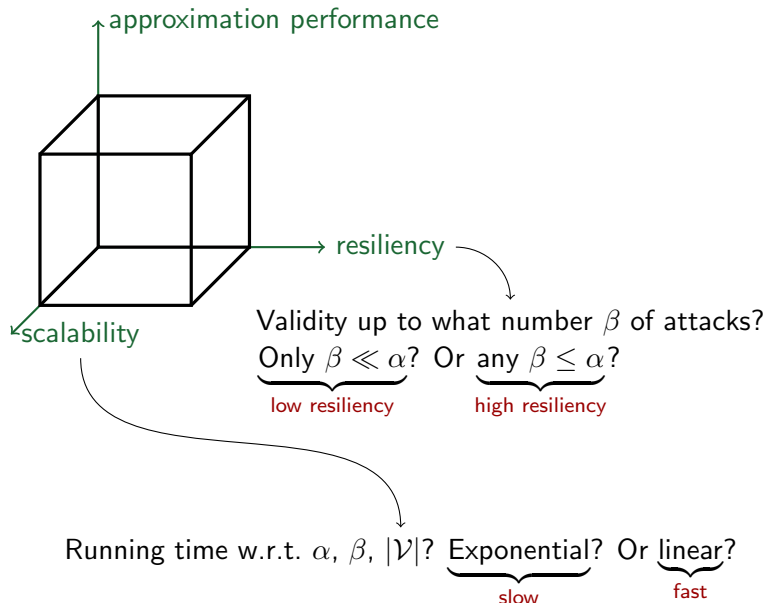 approximation performance
resiliency
scalability
Validity up to what number β of attacks?
Only β ≪ α? Or any β ≤ α?
low resiliency high resiliency
Running time w.r.t. α, β, |𝒱|? Exponential? Or linear?
slow fast